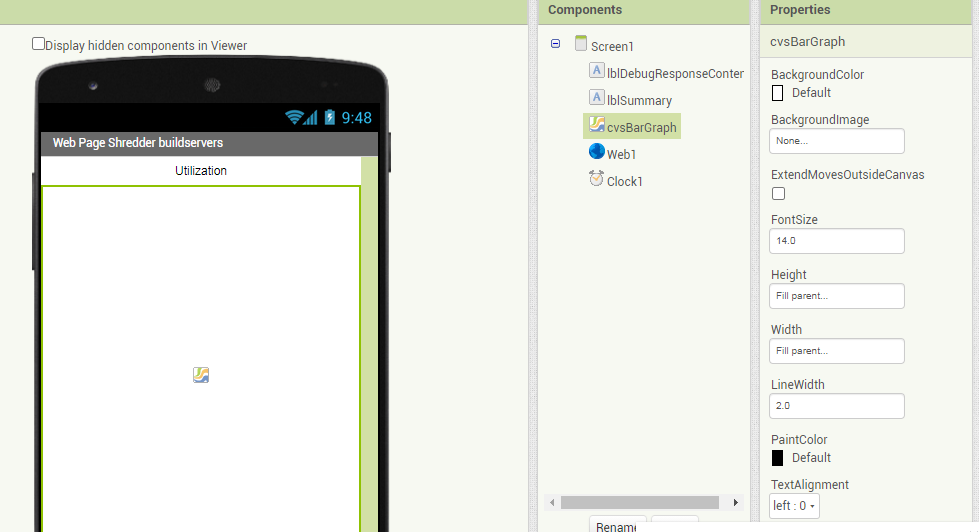 Components
Properties
Display hidden components in Viewer
9:48
Web Page Shredder buildservers
Utilization
Screen1
lblDebugResponseConter
lblSummary
cvsBarGraph
Web1
Clock1
Rename
cvsBarGraph
BackgroundColor
Default
BackgroundImage
None...
ExtendMovesOutsideCanvas
FontSize
14.0
Height
Fill parent...
Width
Fill parent...
LineWidth
2.0
PaintColor
Default
TextAlignment
left : 0